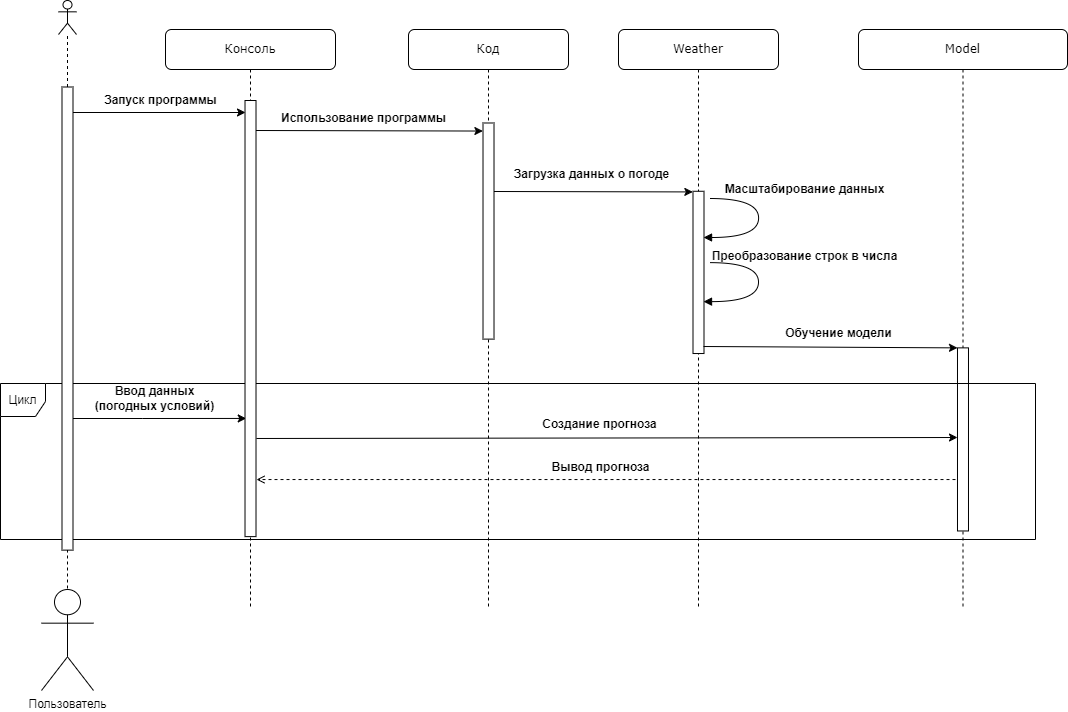 Консоль
Код
Weather
Model
Запуск программы
Использование программы
Загрузка данных о погоде
Масштабирование данных
Преобразование строк в числа
Обучение модели
Цикл
Ввод данных
(погодных условий)
Создание прогноза
Вывод прогноза
Пользователь